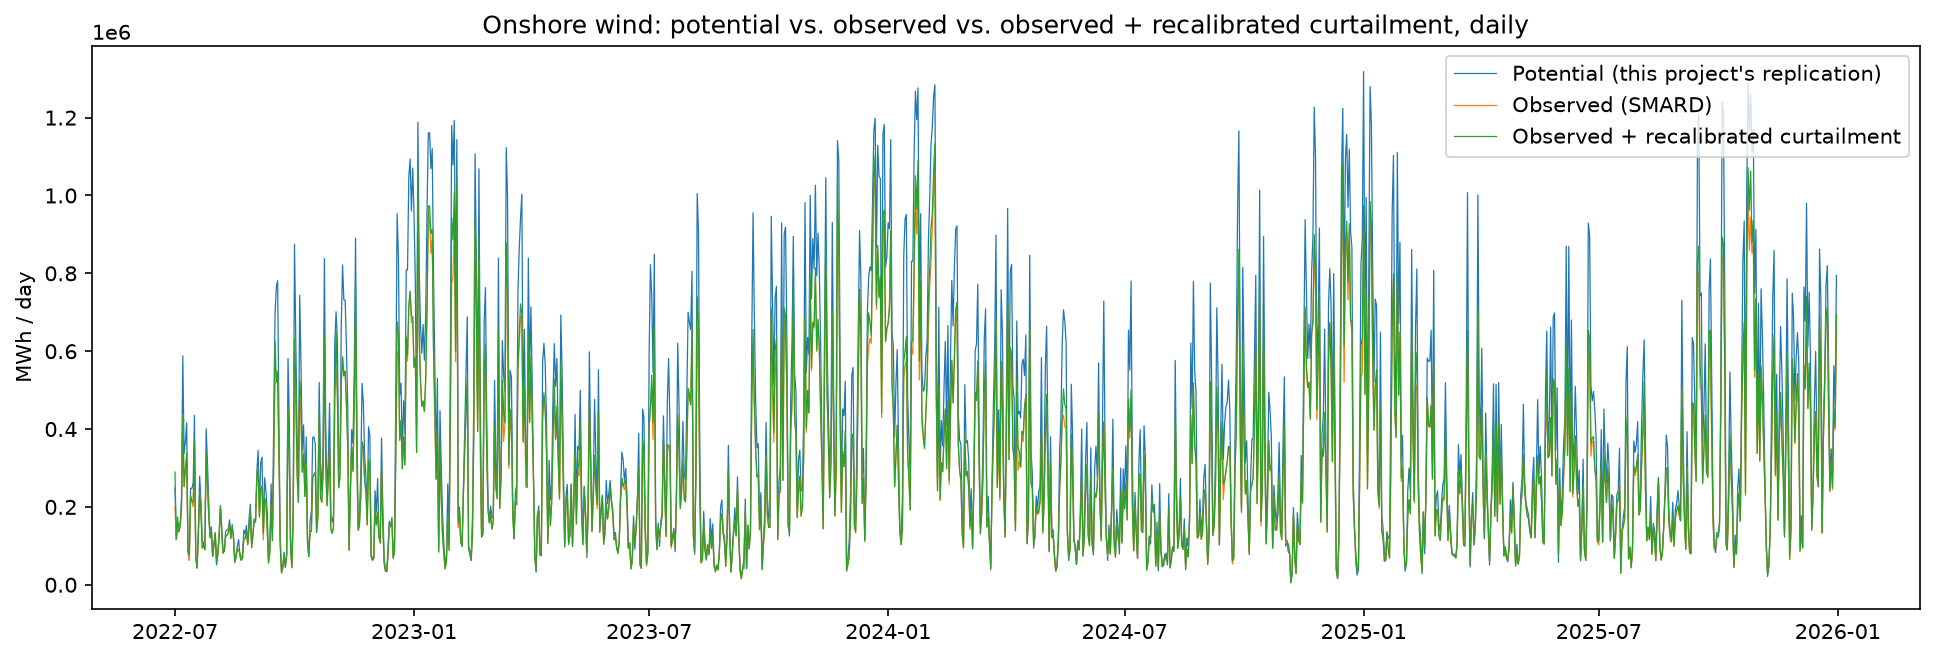 Onshore wind: potential vs. observed vs. observed + recalibrated curtailment, daily
1e6
Potential (this project's replication)
Observed (SMARD)
Observed + recalibrated curtailment
MWh / day
1.2
1.0
0.8
0.6
0.4
0.2
0.0
2022-07 2023-01 2023-07 2024-01 2024-07 2025-01 2025-07 2026-01